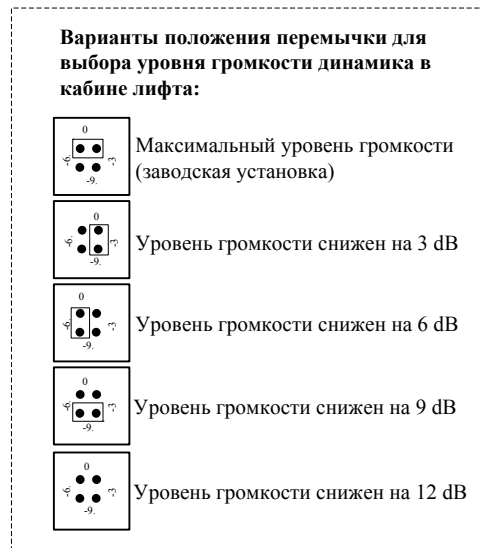 Варианты положения перемычки для
выбора уровня громкости динамика в
кабине лифта:
0
-6.
-3
-9.
Максимальный уровень громкости
(заводская установка)
0
-6.
-3
-9.
Уровень громкости снижен на 3 dB
0
-6.
-3
-9.
Уровень громкости снижен на 6 dB
0
-6.
-3
-9.
Уровень громкости снижен на 9 dB
0
-6.
-3
-9.
Уровень громкости снижен на 12 dB